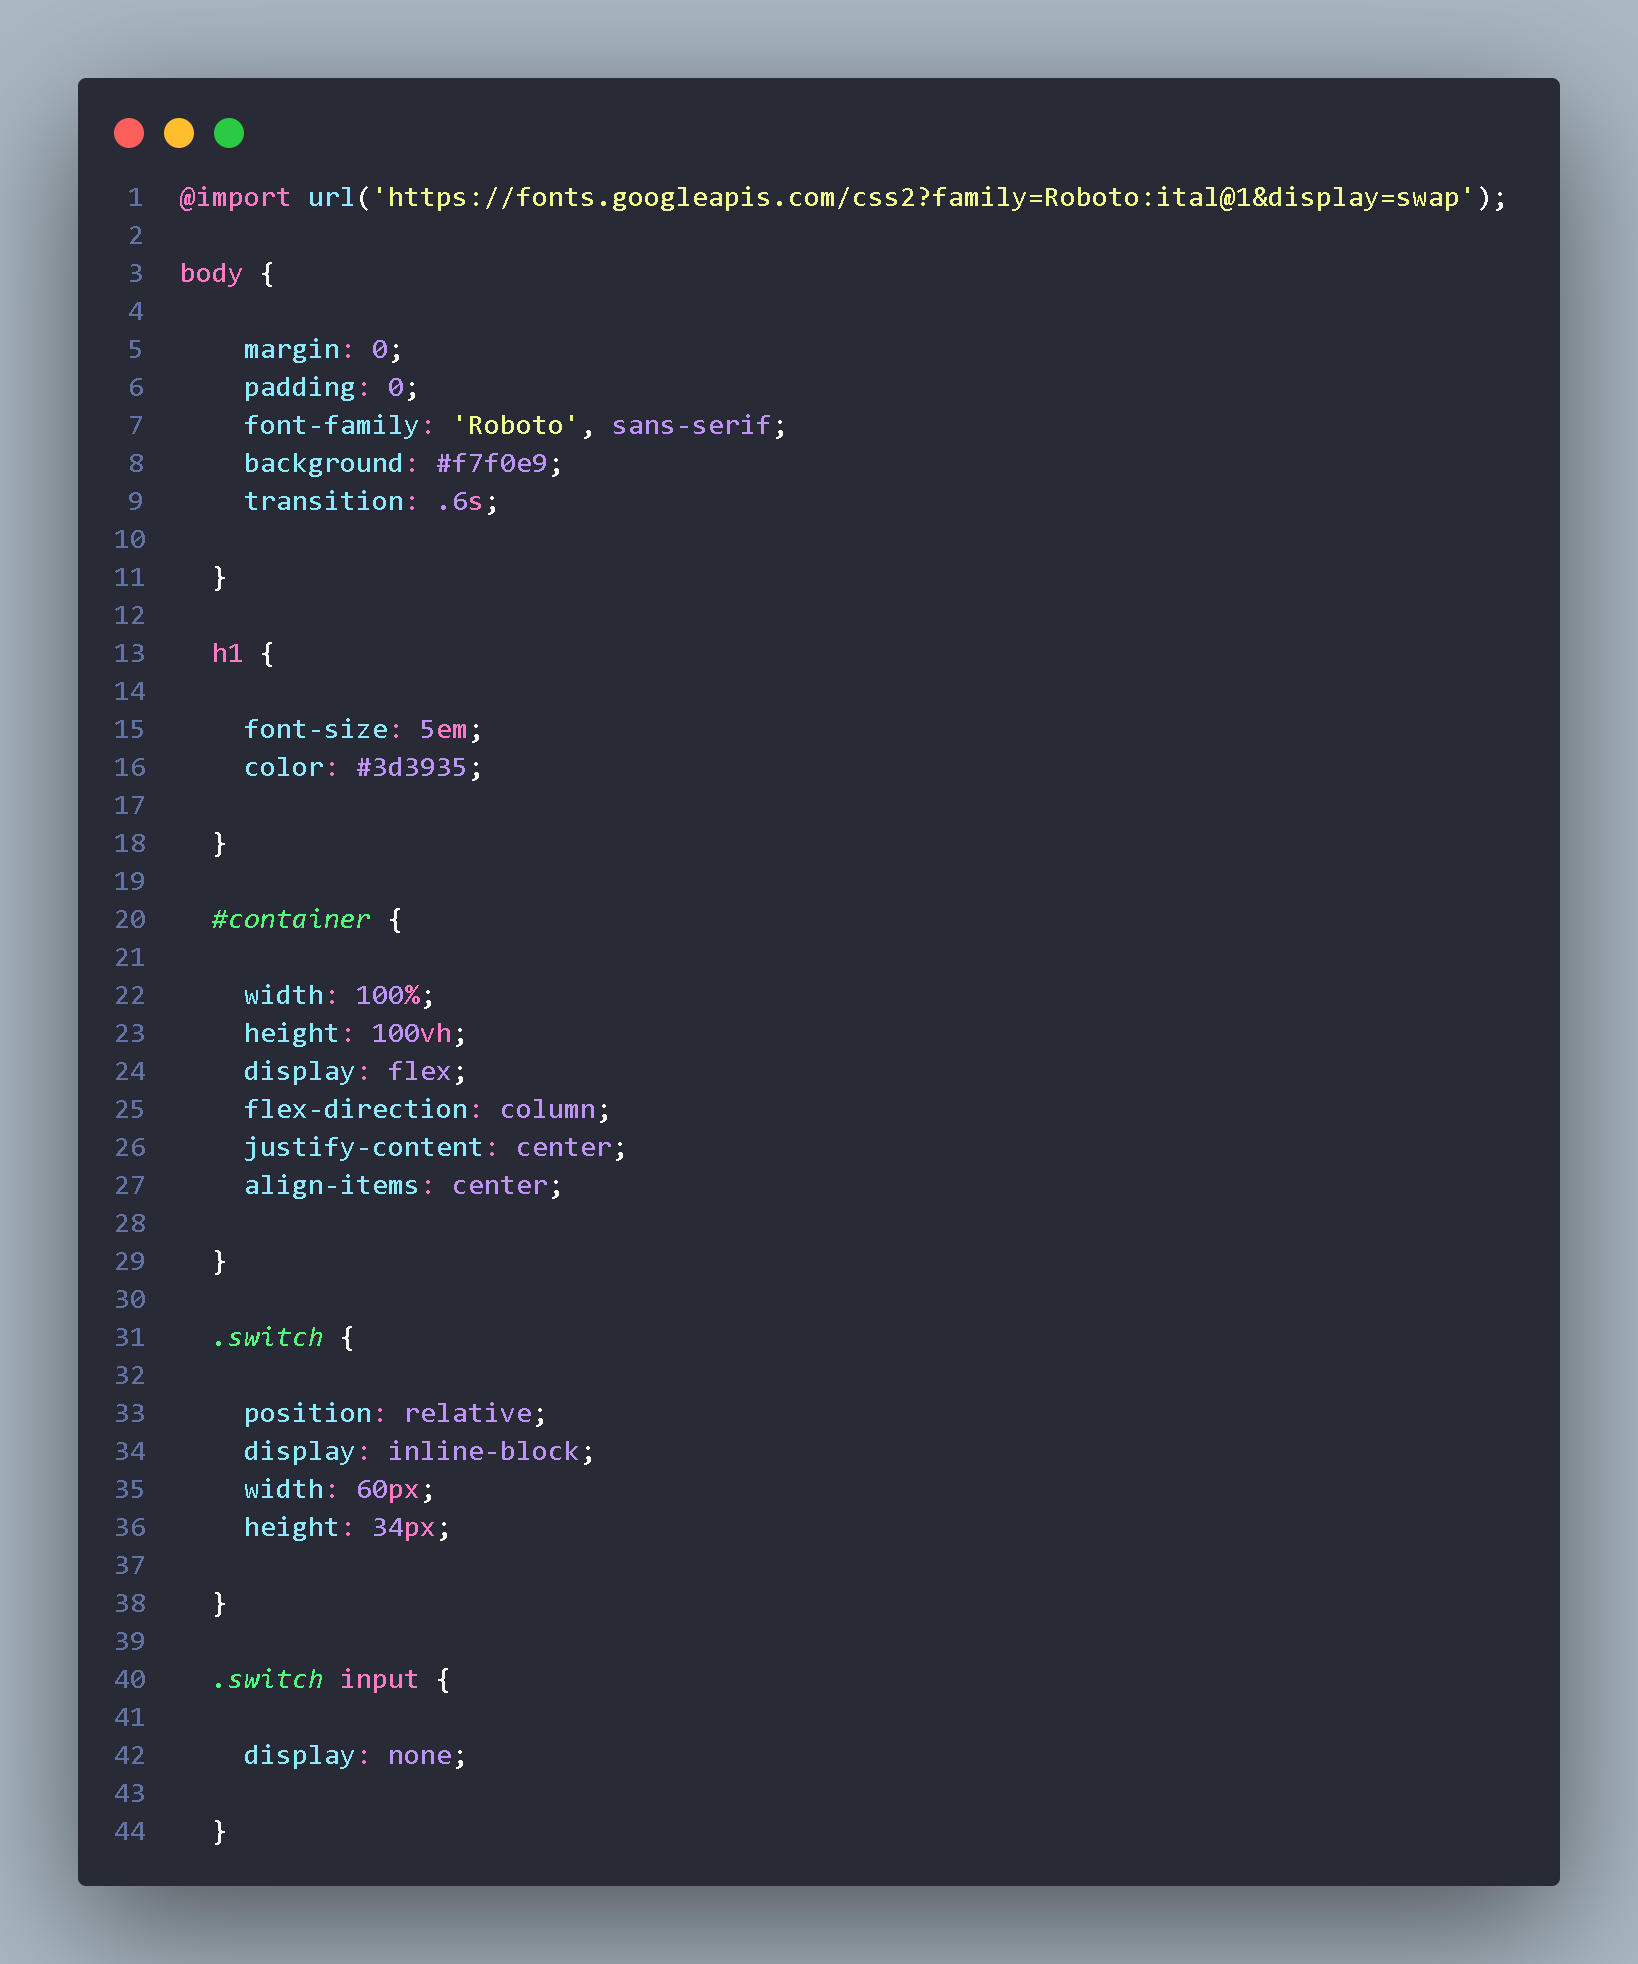 1 @import url('https://fonts.googleapis.com/css2?family=Roboto:ital@1&display=swap');
2
3 body {
4
5 margin: 0;
6 padding: 0;
7 font-family: 'Roboto', sans-serif;
8 background: #f7f0e9;
9 transition: .6s;
10
11 }
12
13 h1 {
14
15 font-size: 5em;
16 color: #3d3935;
17
18 }
19
20 #container {
21
22 width: 100%;
23 height: 100vh;
24 display: flex;
25 flex-direction: column;
26 justify-content: center;
27 align-items: center;
28
29 }
30
31 .switch {
32
33 position: relative;
34 display: inline-block;
35 width: 60px;
36 height: 34px;
37
38 }
39
40 .switch input {
41
42 display: none;
43
44 }